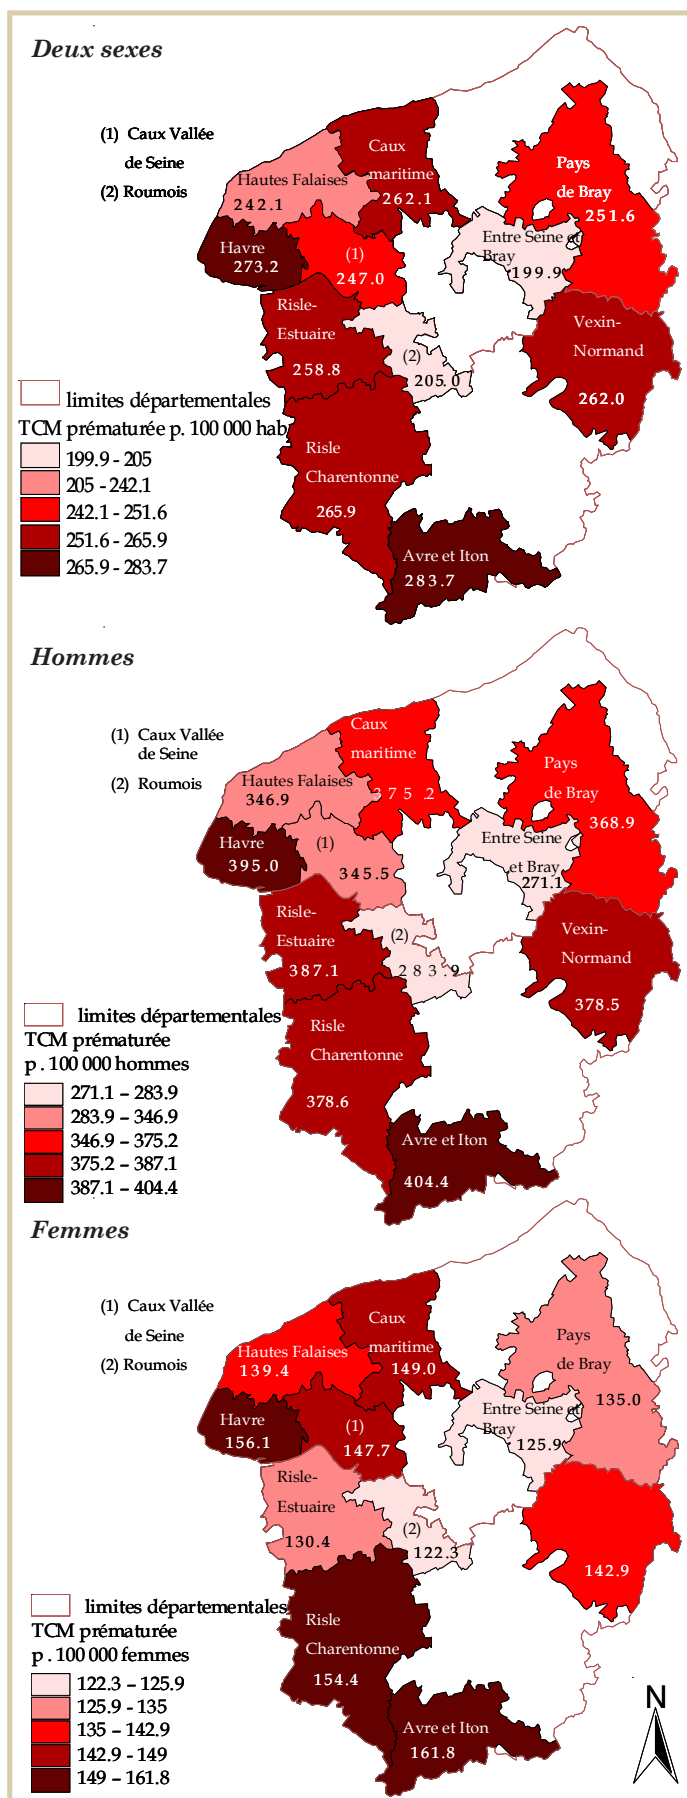 Deux sexes
(1) Caux Vallée
de Seine
(2) Roumois
Caux
maritime
262.1
Hautes Falaises
242.1
Pays
de Bray
251.6
Havre
273.2
(1)
247.0
Entre Seine et
Bray
199.9
Risle-
Estuaire
258.8
(2)
205.0
Vexin-
Normand
262.0
limites départementales
TCM prématurée p. 100 000 hab
199.9 - 205
205 - 242.1
242.1 - 251.6
251.6 - 265.9
265.9 - 283.7
Risle
Charentonne
265.9
Avre et Iton
283.7
Hommes
(1) Caux Vallée
de Seine
(2) Roumois
Caux
maritime
375.2
Hautes Falaises
346.9
Pays
de Bray
368.9
Havre
395.0
(1)
345.5
Entre Seine
et Bray
271.1
Risle-
Estuaire
387.1
(2)
283.9
Vexin-
Normand
378.5
limites départementales
TCM prématurée
p . 100 000 hommes
271.1 – 283.9
283.9 – 346.9
346.9 – 375.2
375.2 – 387.1
387.1 – 404.4
Risle
Charentonne
378.6
Avre et Iton
404.4
Femmes
(1) Caux Vallée
de Seine
(2) Roumois
Caux
maritime
149.0
Hautes Falaises
139.4
Pays
de Bray
135.0
Havre
156.1
(1)
147.7
Entre Seine et
Bray
125.9
Risle-
Estuaire
130.4
(2)
122.3
142.9
limites départementales
TCM prématurée
p . 100 000 femmes
122.3 – 125.9
125.9 - 135
135 – 142.9
142.9 - 149
149 – 161.8
Risle
Charentonne
154.4
Avre et Iton
161.8
N